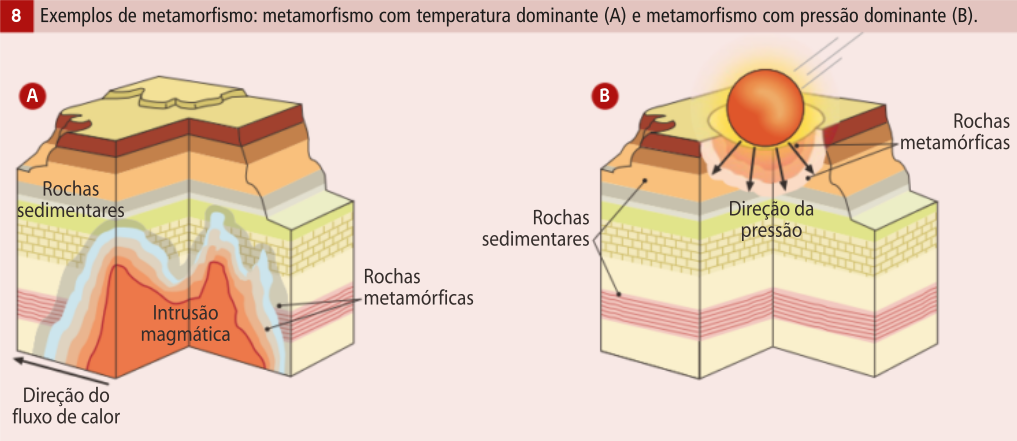 8 Exemplos de metamorfismo: metamorfismo com temperatura dominante (A) e metamorfismo com pressão dominante (B).
A
Rochas
sedimentares
Intrusão
magmática
Rochas
metamórficas
Direção do
fluxo de calor
B
Rochas
metamórficas
Direção da
pressão
Rochas
sedimentares